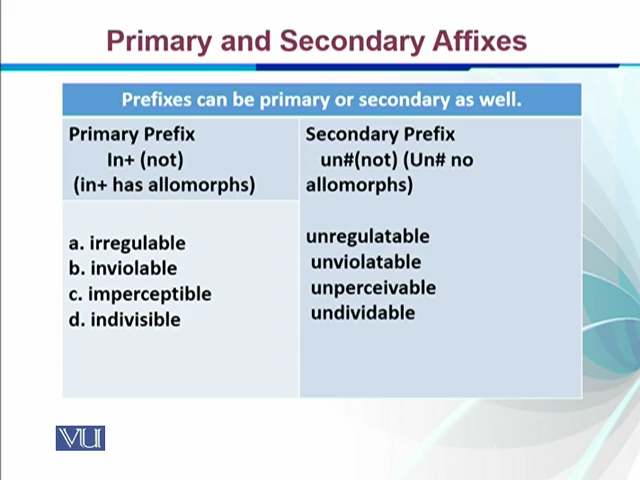 Primary and Secondary Affixes
Prefixes can be primary or secondary as well.
Primary Prefix
In+ (not)
(in+ has allomorphs)
Secondary Prefix
un#(not) (Un# no
allomorphs)
a. irregulable
b. inviolable
c. imperceptible
d. indivisible
unregulatable
unviolatable
unperceivable
undividable
VU